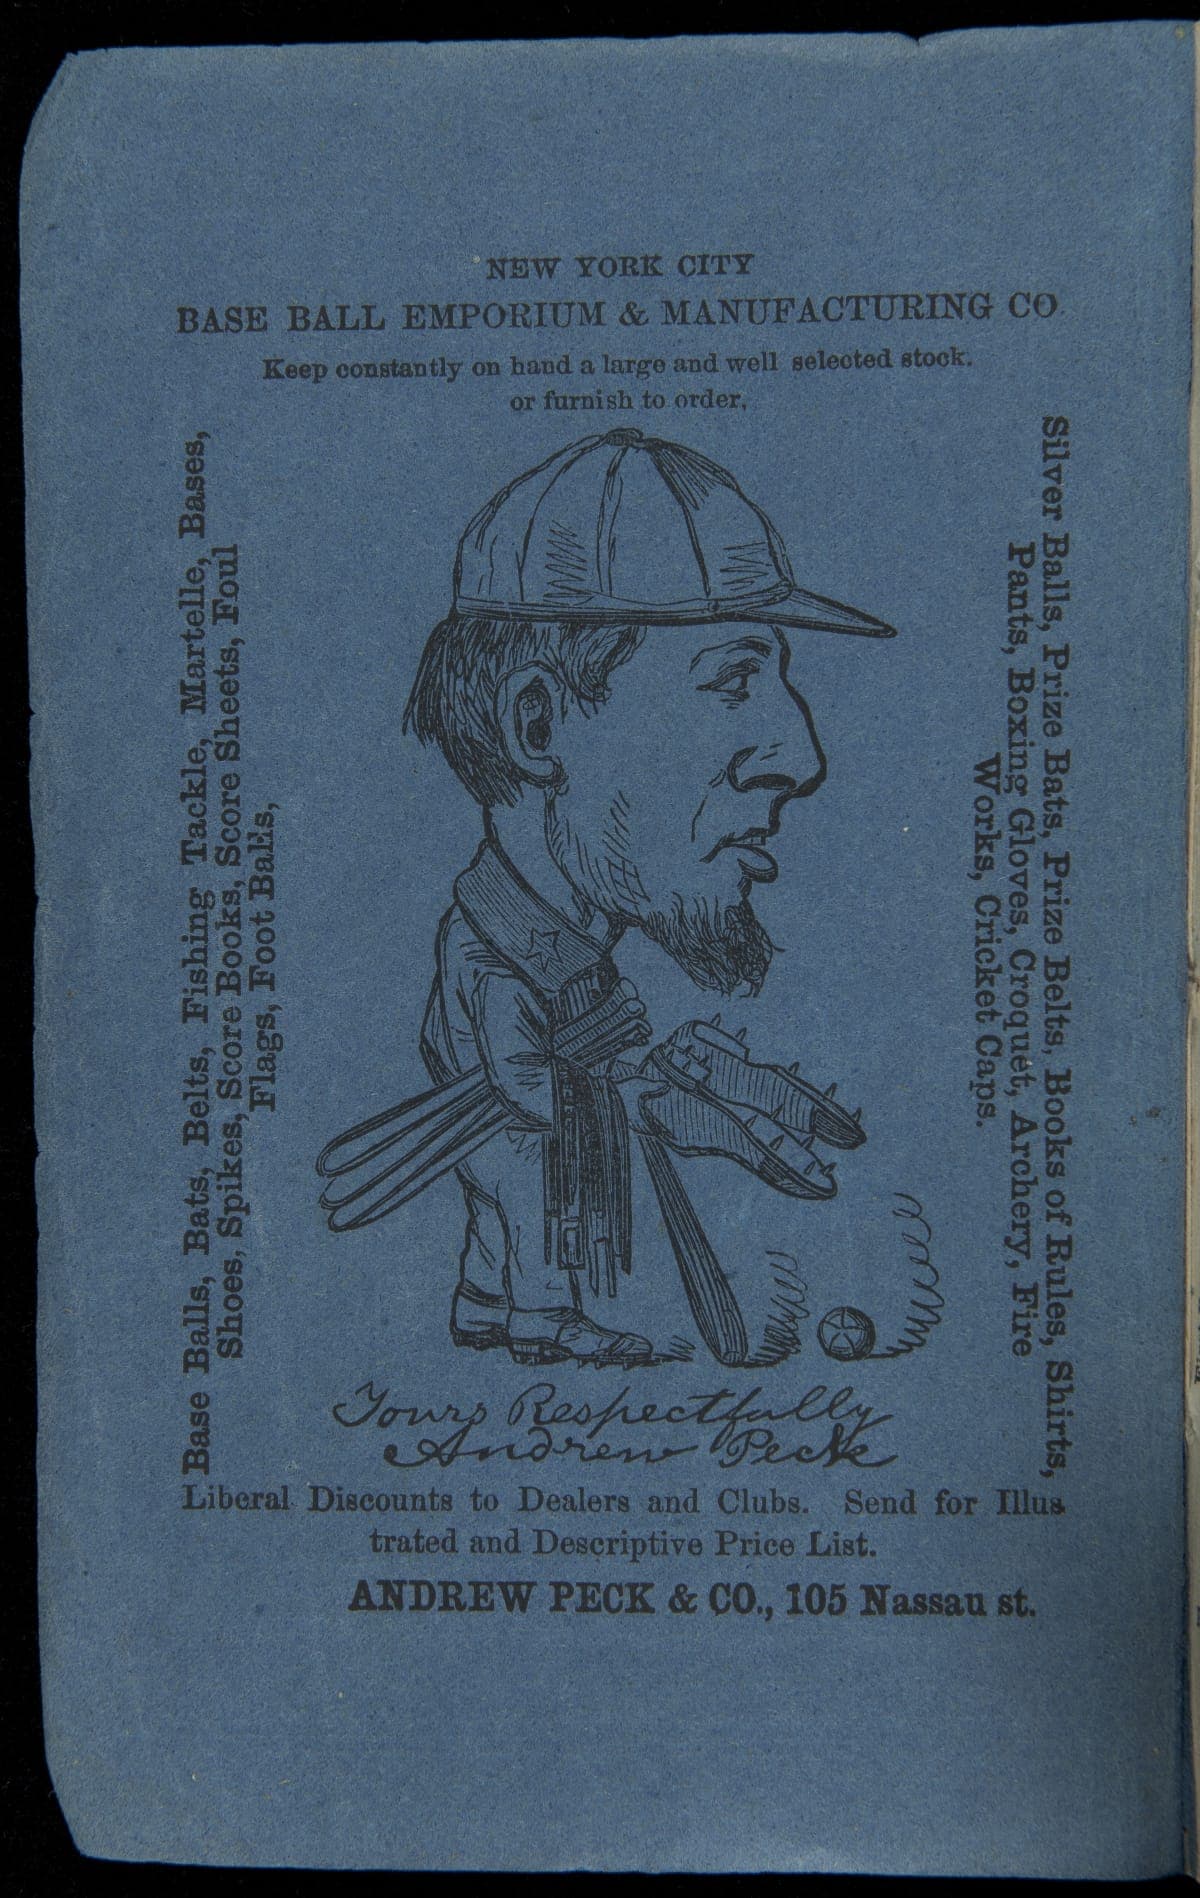 NEW YORK CITY
BASE BALL EMPORIUM & MANUFACTURING CO.
Keep constantly on hand a large and well selected stock.
or furnish to order,
Base Balls, Bats, Belts, Fishing Tackle, Martelle, Bases,
Shoes, Spikes, Score Books, Score Sheets, Foul
Flags, Foot Balls,
Silver Balls, Prize Bats, Prize Belts, Books of Rules, Shirts,
Pants, Boxing Gloves, Croquet, Archery, Fire
Works, Cricket Caps.
Yours Respectfully
Andrew Peck
Liberal Discounts to Dealers and Clubs. Send for Illus
trated and Descriptive Price List.
ANDREW PECK & CO., 105 Nassau st.